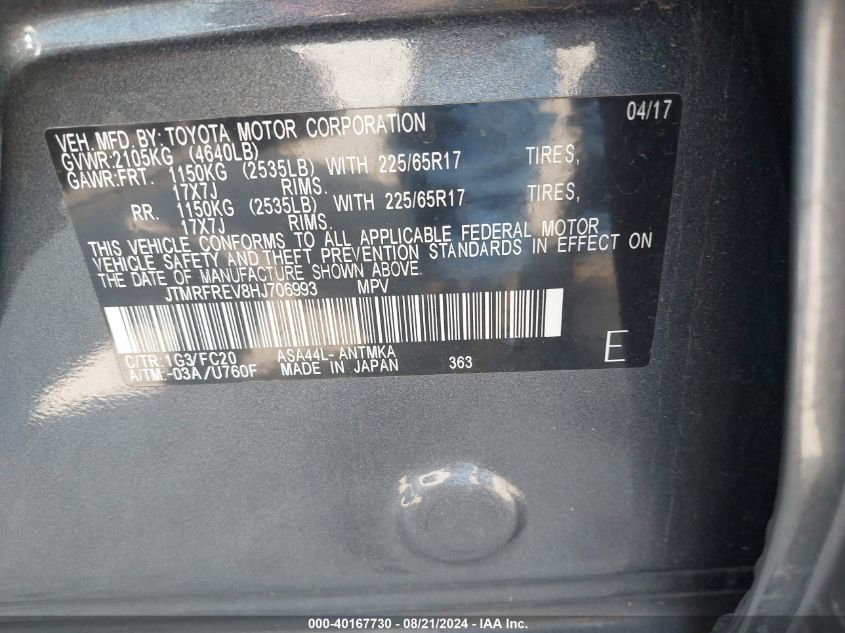 04/17
VEH. MFD. BY: TOYOTA MOTOR CORPORATION
GVWR:2105KG (4640LB)
GAWR:FRT. 1150KG (2535LB) WITH 225/65R17 TIRES,
17X7J RIMS.
RR. 1150KG (2535LB) WITH 225/65R17 TIRES,
17X7J RIMS.
THIS VEHICLE CONFORMS TO ALL APPLICABLE FEDERAL MOTOR
VEHICLE SAFETY AND THEFT PREVENTION STANDARDS IN EFFECT ON
THE DATE OF MANUFACTURE SHOWN ABOVE.
JTMRFREV8HJ706993 MPV
C/TR: 1G3/FC20 ASA44L-ANTMKA
A/TM:-03A/U760F MADE IN JAPAN 363 E
000-40167730 - 08/21/2024 - IAA Inc.